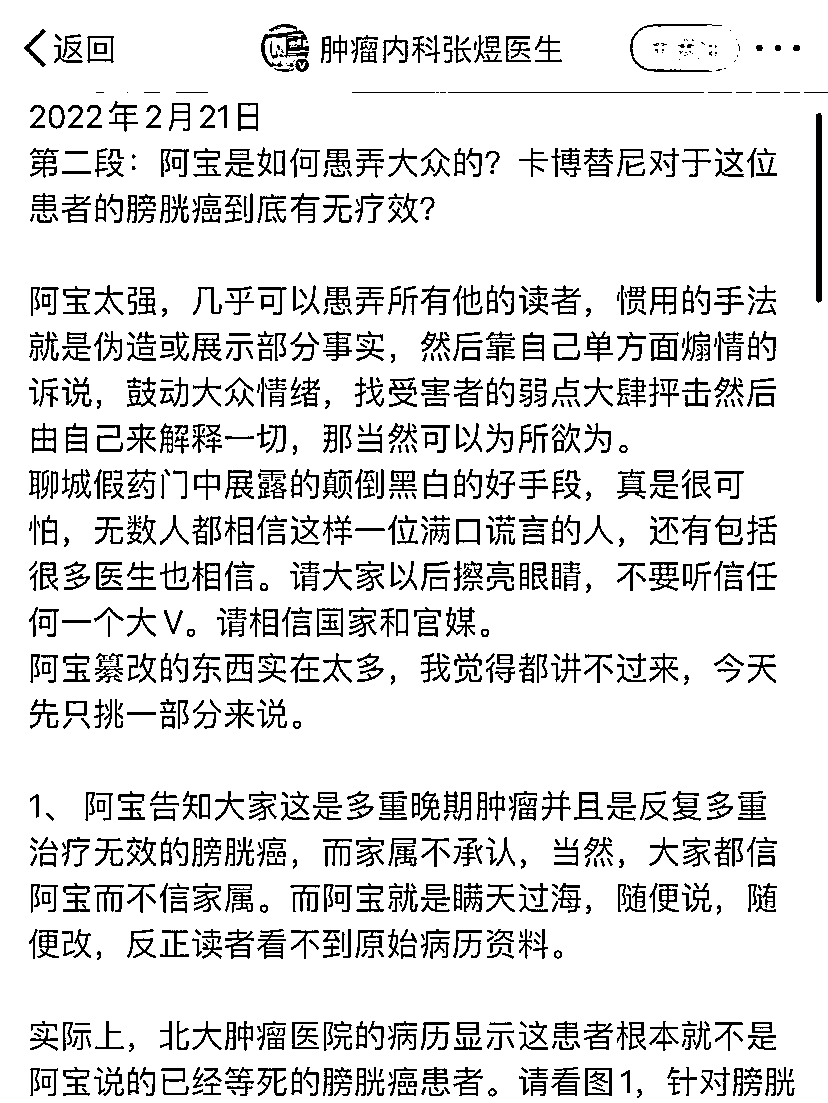 返回
肿瘤内科张煜医生
2022年2月21日
第二段：阿宝是如何愚弄大众的？卡博替尼对于这位
患者的膀胱癌到底有无疗效？
阿宝太强，几乎可以愚弄所有他的读者，惯用的手法
就是伪造或展示部分事实，然后靠自己单方面煽情的
诉说，鼓动大众情绪，找受害者的弱点大肆抨击然后
由自己来解释一切，那当然可以为所欲为。
聊城假药门中展露的颠倒黑白的好手段，真是很可
怕，无数人都相信这样一位满口谎言的人，还有包括
很多医生也相信。请大家以后擦亮眼睛，不要听信任
何一个大V。请相信国家和官媒。
阿宝纂改的东西实在太多，我觉得都讲不过来，今天
先只挑一部分来说。
1、 阿宝告知大家这是多重晚期肿瘤并且是反复多重
治疗无效的膀胱癌，而家属不承认，当然，大家都信
阿宝而不信家属。而阿宝就是瞒天过海，随便说，随
便改，反正读者看不到原始病历资料。
实际上，北大肿瘤医院的病历显示这患者根本就不是
阿宝说的已经等死的膀胱癌患者。请看图1，针对膀胱